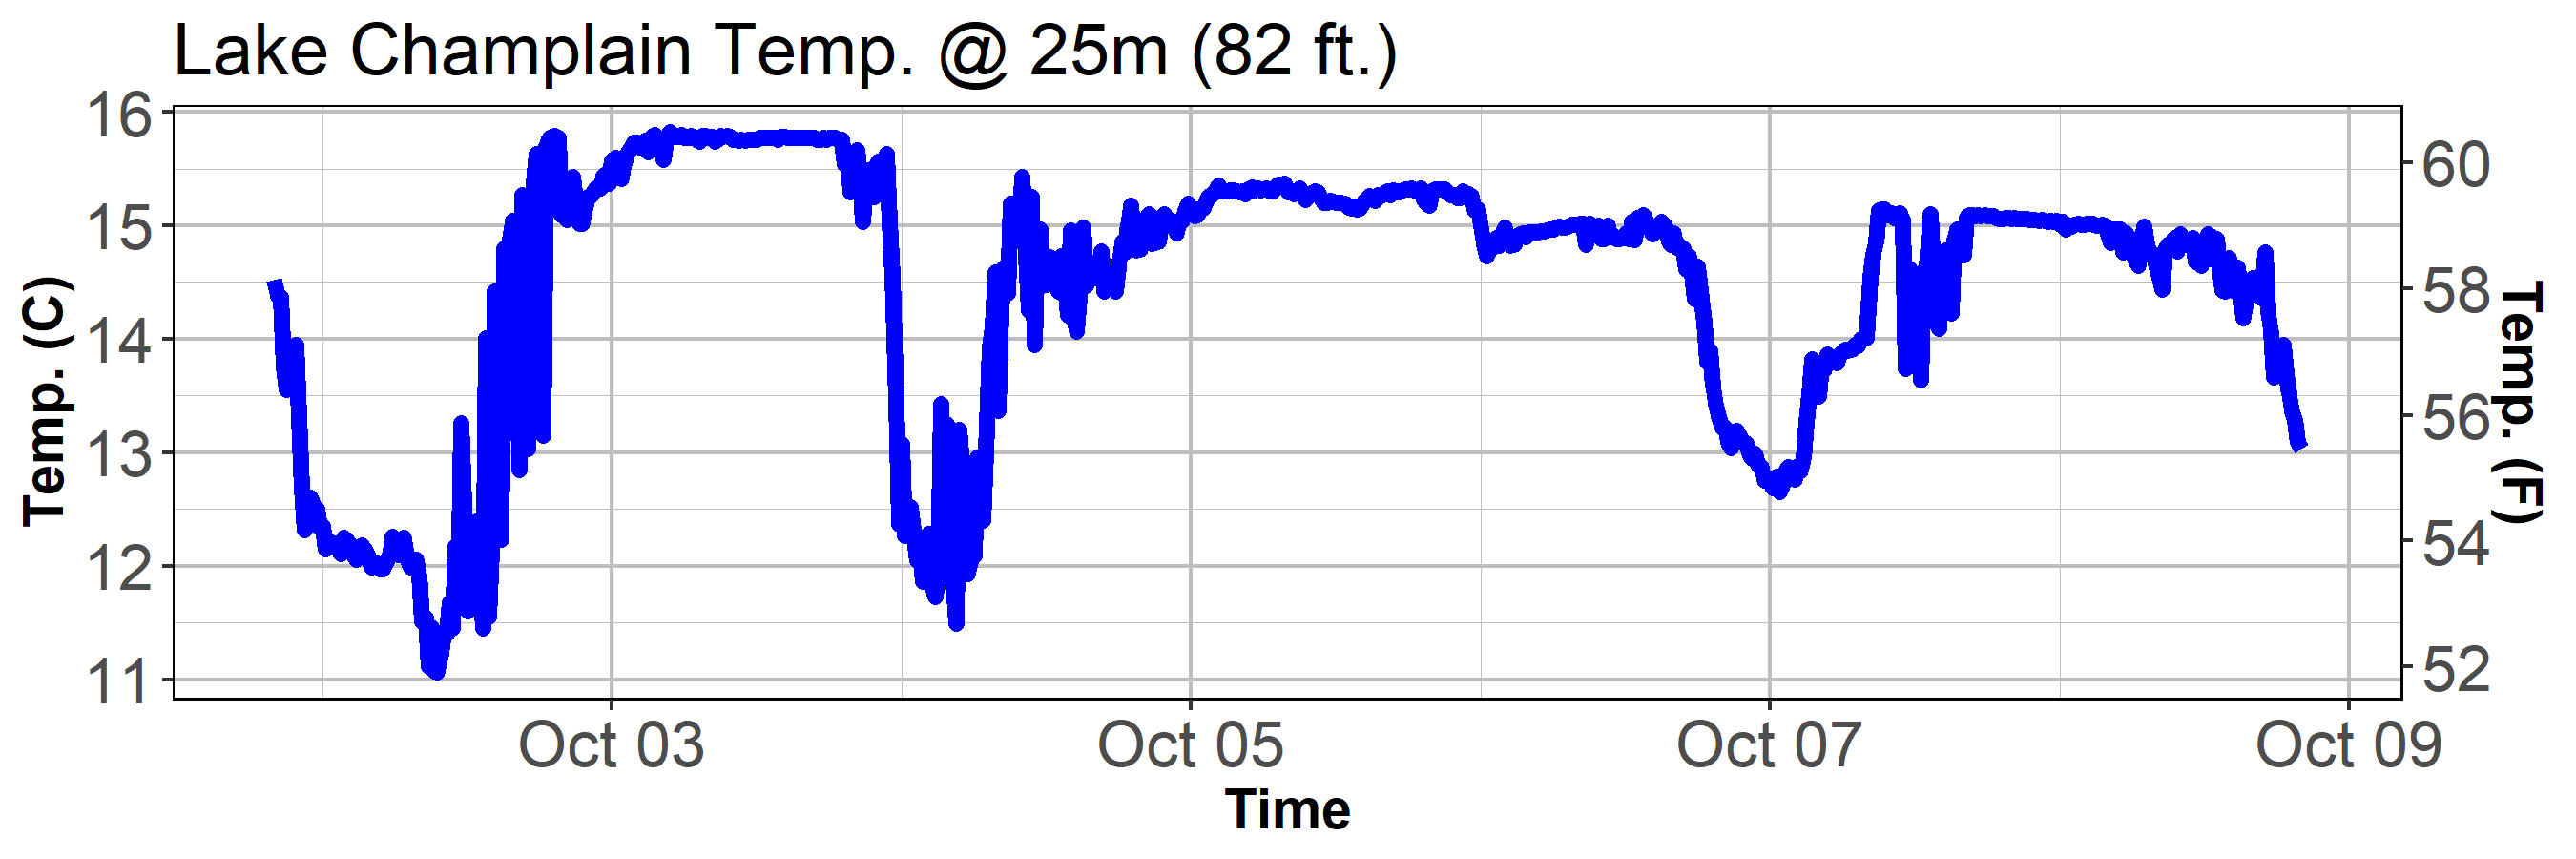 Lake Champlain Temp. @ 25m (82 ft.)
16
15
14
13
12
11
Temp. (C)
60
58
56
54
52
Temp. (F)
Oct 03
Oct 05
Oct 07
Oct 09
Time